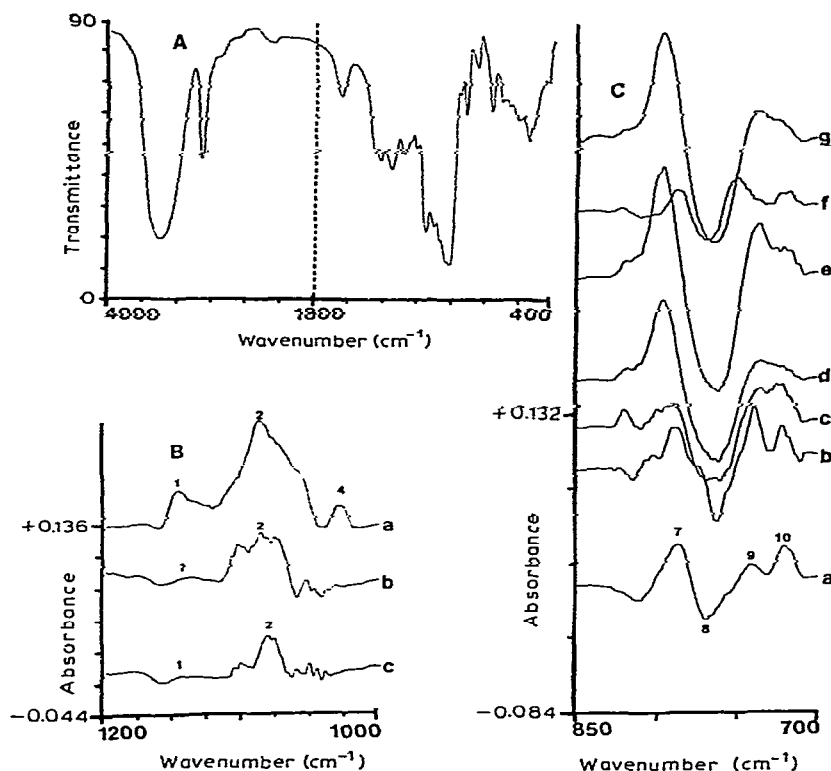 90
A
Transmittance
0
4000
1800
400
Wavenumber (cm⁻¹)
B
2
1
4
+0.136
a
2
?
b
2
1
c
Absorbance
-0.044
1200
1000
Wavenumber (cm⁻¹)
C
g
f
e
d
+0.132
c
b
7
9
10
a
8
Absorbance
-0.084
850
700
Wavenumber (cm⁻¹)